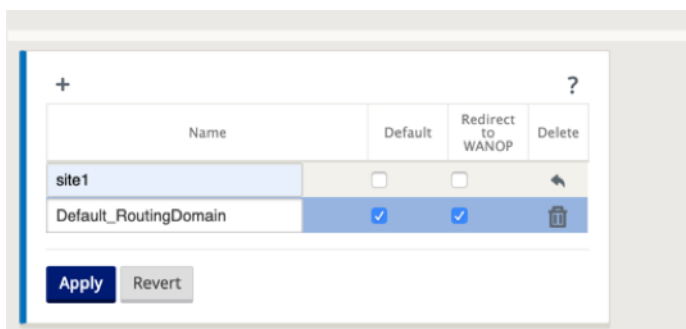 + ?
Name Default Redirect to WANOP Delete
site1
Default_RoutingDomain
Apply Revert